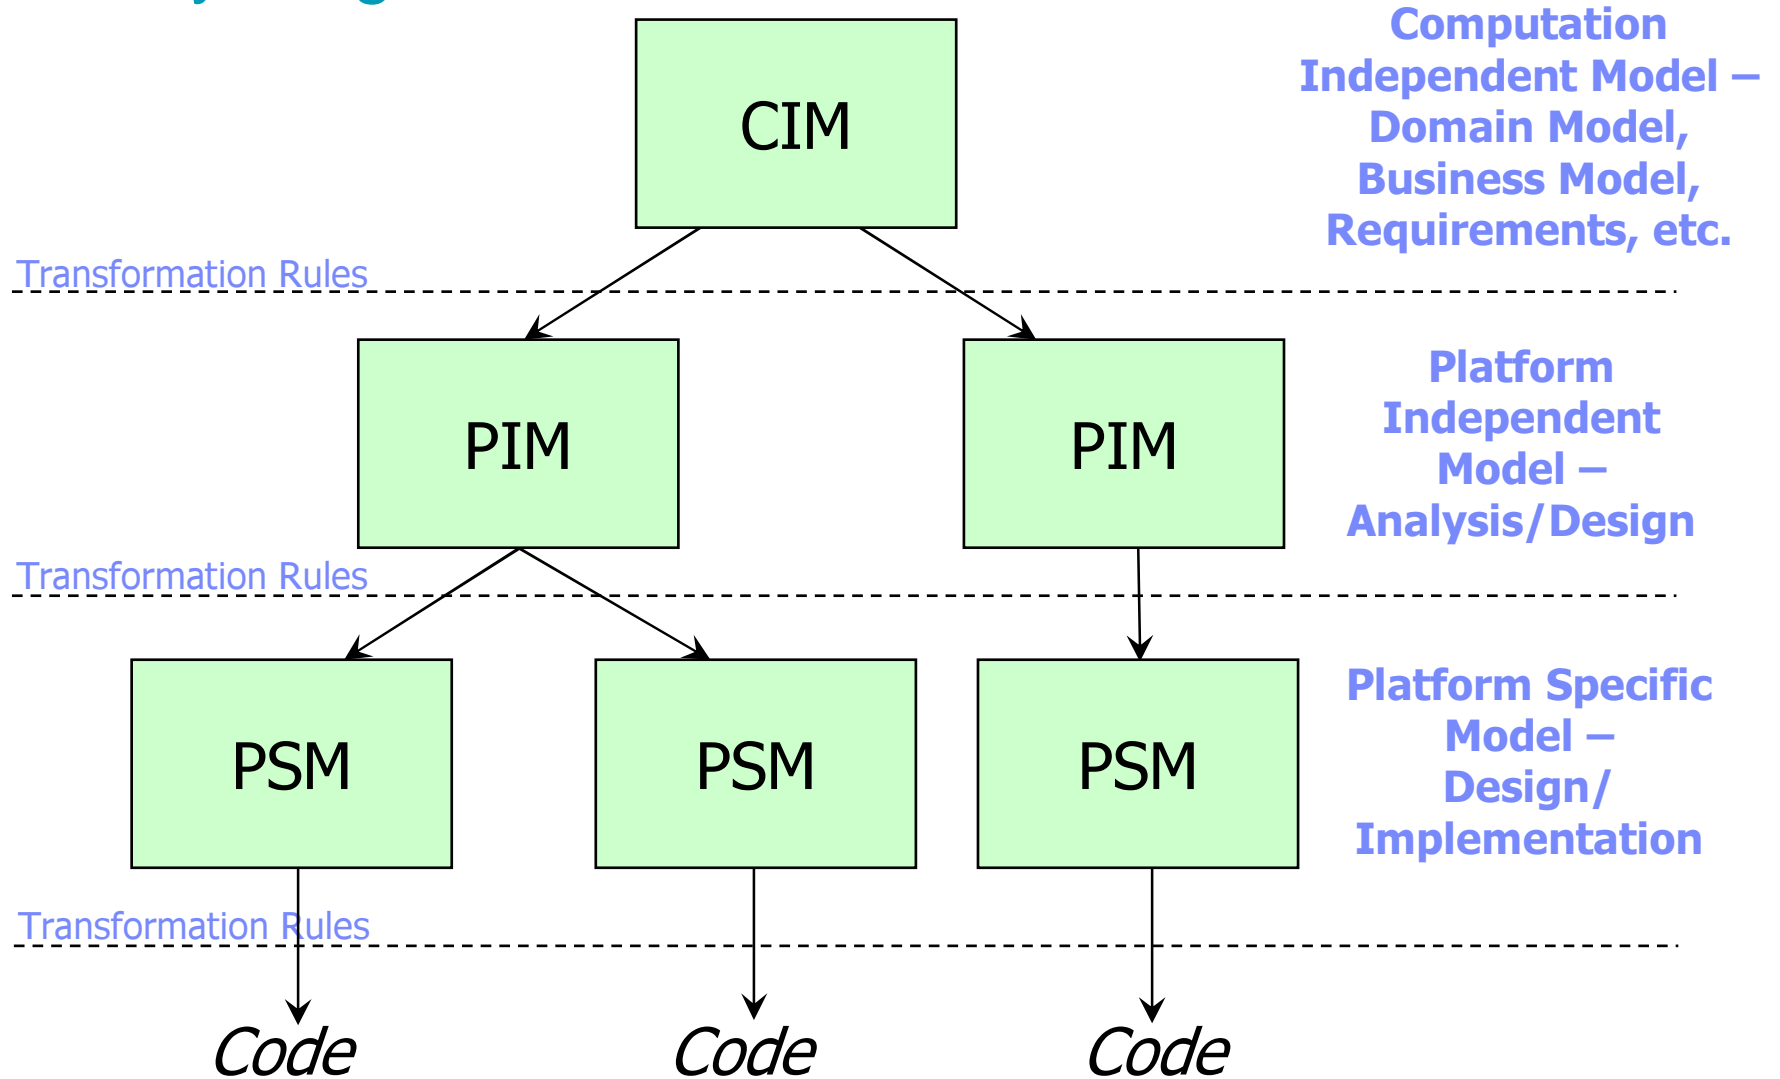 Computation
Independent Model –
Domain Model,
Business Model,
Requirements, etc.
CIM
Transformation Rules
PIM
PIM
Platform
Independent
Model –
Analysis/Design
Transformation Rules
PSM
PSM
PSM
Platform Specific
Model –
Design/
Implementation
Transformation Rules
Code
Code
Code